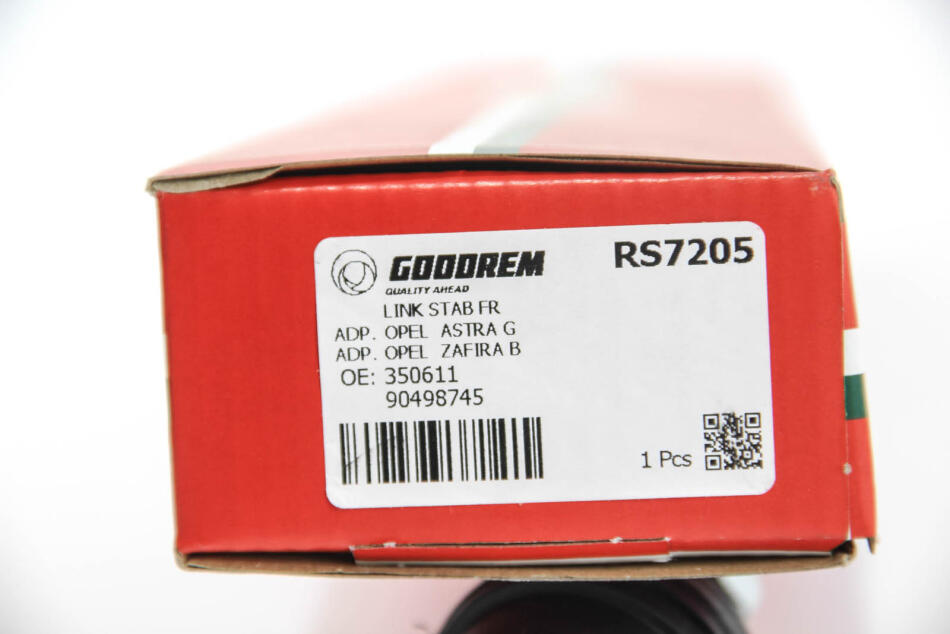 GOODREM
QUALITY AHEAD
RS7205
LINK STAB FR
ADP. OPEL ASTRA G
ADP. OPEL ZAFIRA B
OE: 350611
90498745
1 Pcs